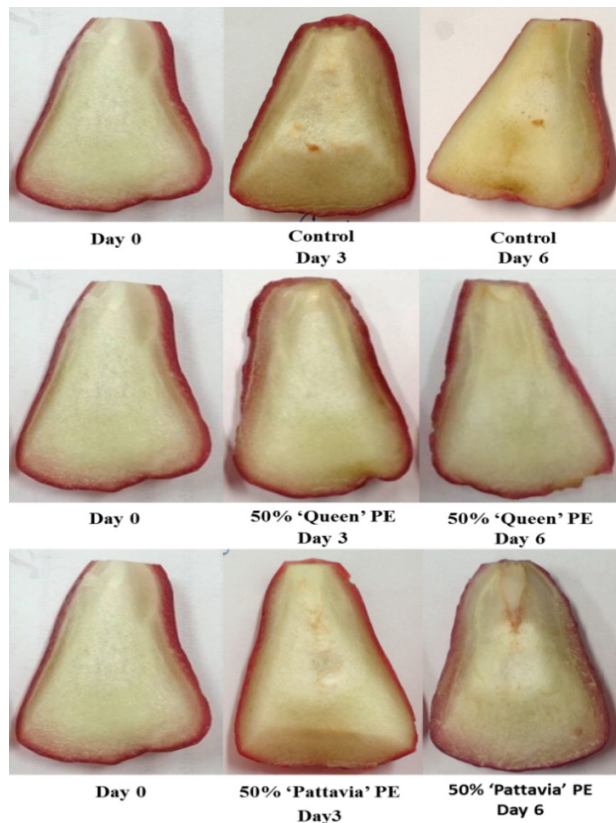 Day 0
Control
Day 3
Control
Day 6
Day 0
50% ‘Queen’ PE
Day 3
50% ‘Queen’ PE
Day 6
Day 0
50% ‘Pattavia’ PE
Day3
50% ‘Pattavia’ PE
Day 6